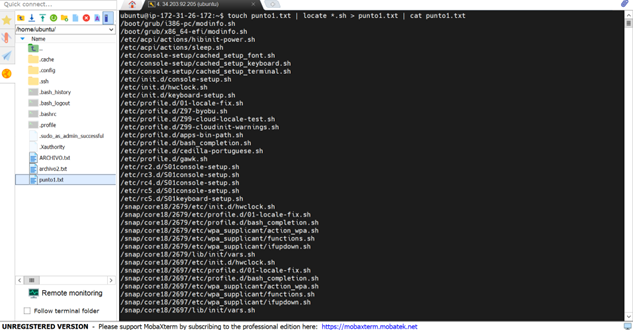 Quick connect...
4. 34.203.92.205 (ubuntu)
/home/ubuntu/
Name
..
.cache
.config
.ssh
.bash_history
.bash_logout
.bashrc
.profile
.sudo_as_admin_successful
.Xauthority
ARCHIVO.txt
archivo2.txt
punto1.txt
Remote monitoring
Follow terminal folder
ubuntu@ip-172-31-26-172:~$ touch punto1.txt | locate *.sh > punto1.txt | cat punto1.txt
/boot/grub/i386-pc/modinfo.sh
/boot/grub/x86_64-efi/modinfo.sh
/etc/acpi/actions/hibinit-power.sh
/etc/acpi/actions/sleep.sh
/etc/console-setup/cached_setup_font.sh
/etc/console-setup/cached_setup_keyboard.sh
/etc/console-setup/cached_setup_terminal.sh
/etc/init.d/console-setup.sh
/etc/init.d/hwclock.sh
/etc/init.d/keyboard-setup.sh
/etc/profile.d/01-locale-fix.sh
/etc/profile.d/Z97-byobu.sh
/etc/profile.d/Z99-cloud-locale-test.sh
/etc/profile.d/Z99-cloudinit-warnings.sh
/etc/profile.d/apps-bin-path.sh
/etc/profile.d/bash_completion.sh
/etc/profile.d/cedilla-portuguese.sh
/etc/profile.d/gawk.sh
/etc/rc2.d/S01console-setup.sh
/etc/rc3.d/S01console-setup.sh
/etc/rc4.d/S01console-setup.sh
/etc/rc5.d/S01console-setup.sh
/etc/rcS.d/S01keyboard-setup.sh
/snap/core18/2679/etc/init.d/hwclock.sh
/snap/core18/2679/etc/profile.d/01-locale-fix.sh
/snap/core18/2679/etc/profile.d/bash_completion.sh
/snap/core18/2679/etc/wpa_supplicant/action_wpa.sh
/snap/core18/2679/etc/wpa_supplicant/functions.sh
/snap/core18/2679/etc/wpa_supplicant/ifupdown.sh
/snap/core18/2679/lib/init/vars.sh
/snap/core18/2697/etc/init.d/hwclock.sh
/snap/core18/2697/etc/profile.d/01-locale-fix.sh
/snap/core18/2697/etc/profile.d/bash_completion.sh
/snap/core18/2697/etc/wpa_supplicant/action_wpa.sh
/snap/core18/2697/etc/wpa_supplicant/functions.sh
/snap/core18/2697/etc/wpa_supplicant/ifupdown.sh
/snap/core18/2697/lib/init/vars.sh
UNREGISTERED VERSION - Please support MobaXterm by subscribing to the professional edition here: https://mobaxterm.mobatek.net